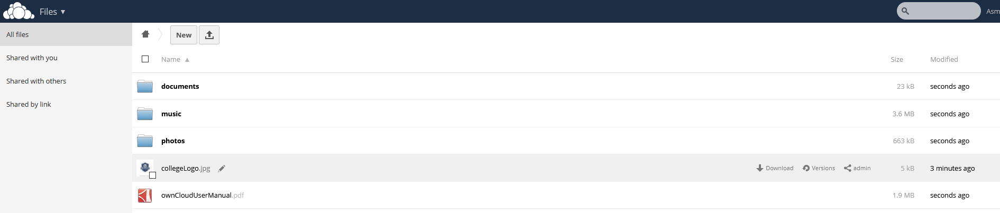 Files ▼ Asm
All files
Shared with you
Shared with others
Shared by link
New
Name ▲ Size Modified
documents 23 kB seconds ago
music 3.6 MB seconds ago
photos 663 kB seconds ago
collegeLogo.jpg Download Versions admin 5 kB 3 minutes ago
ownCloudUserManual.pdf 1.9 MB seconds ago